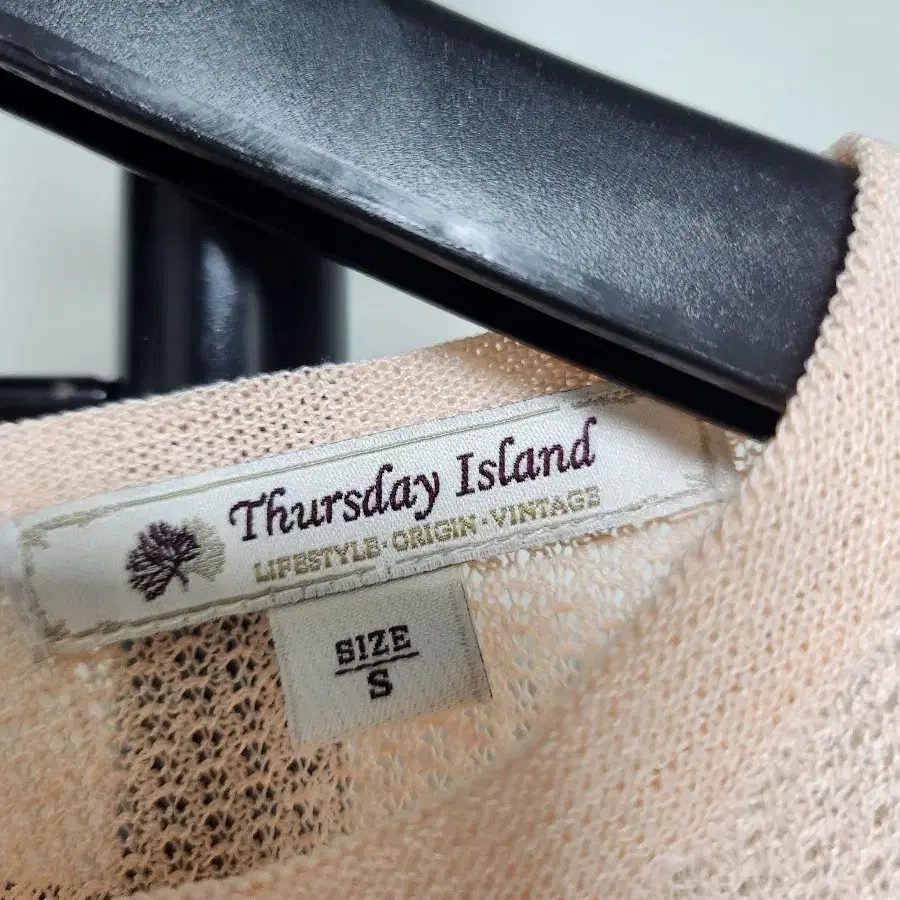 Thursday Island
LIFESTYLE·ORIGIN·VINTAGE
SIZE
S